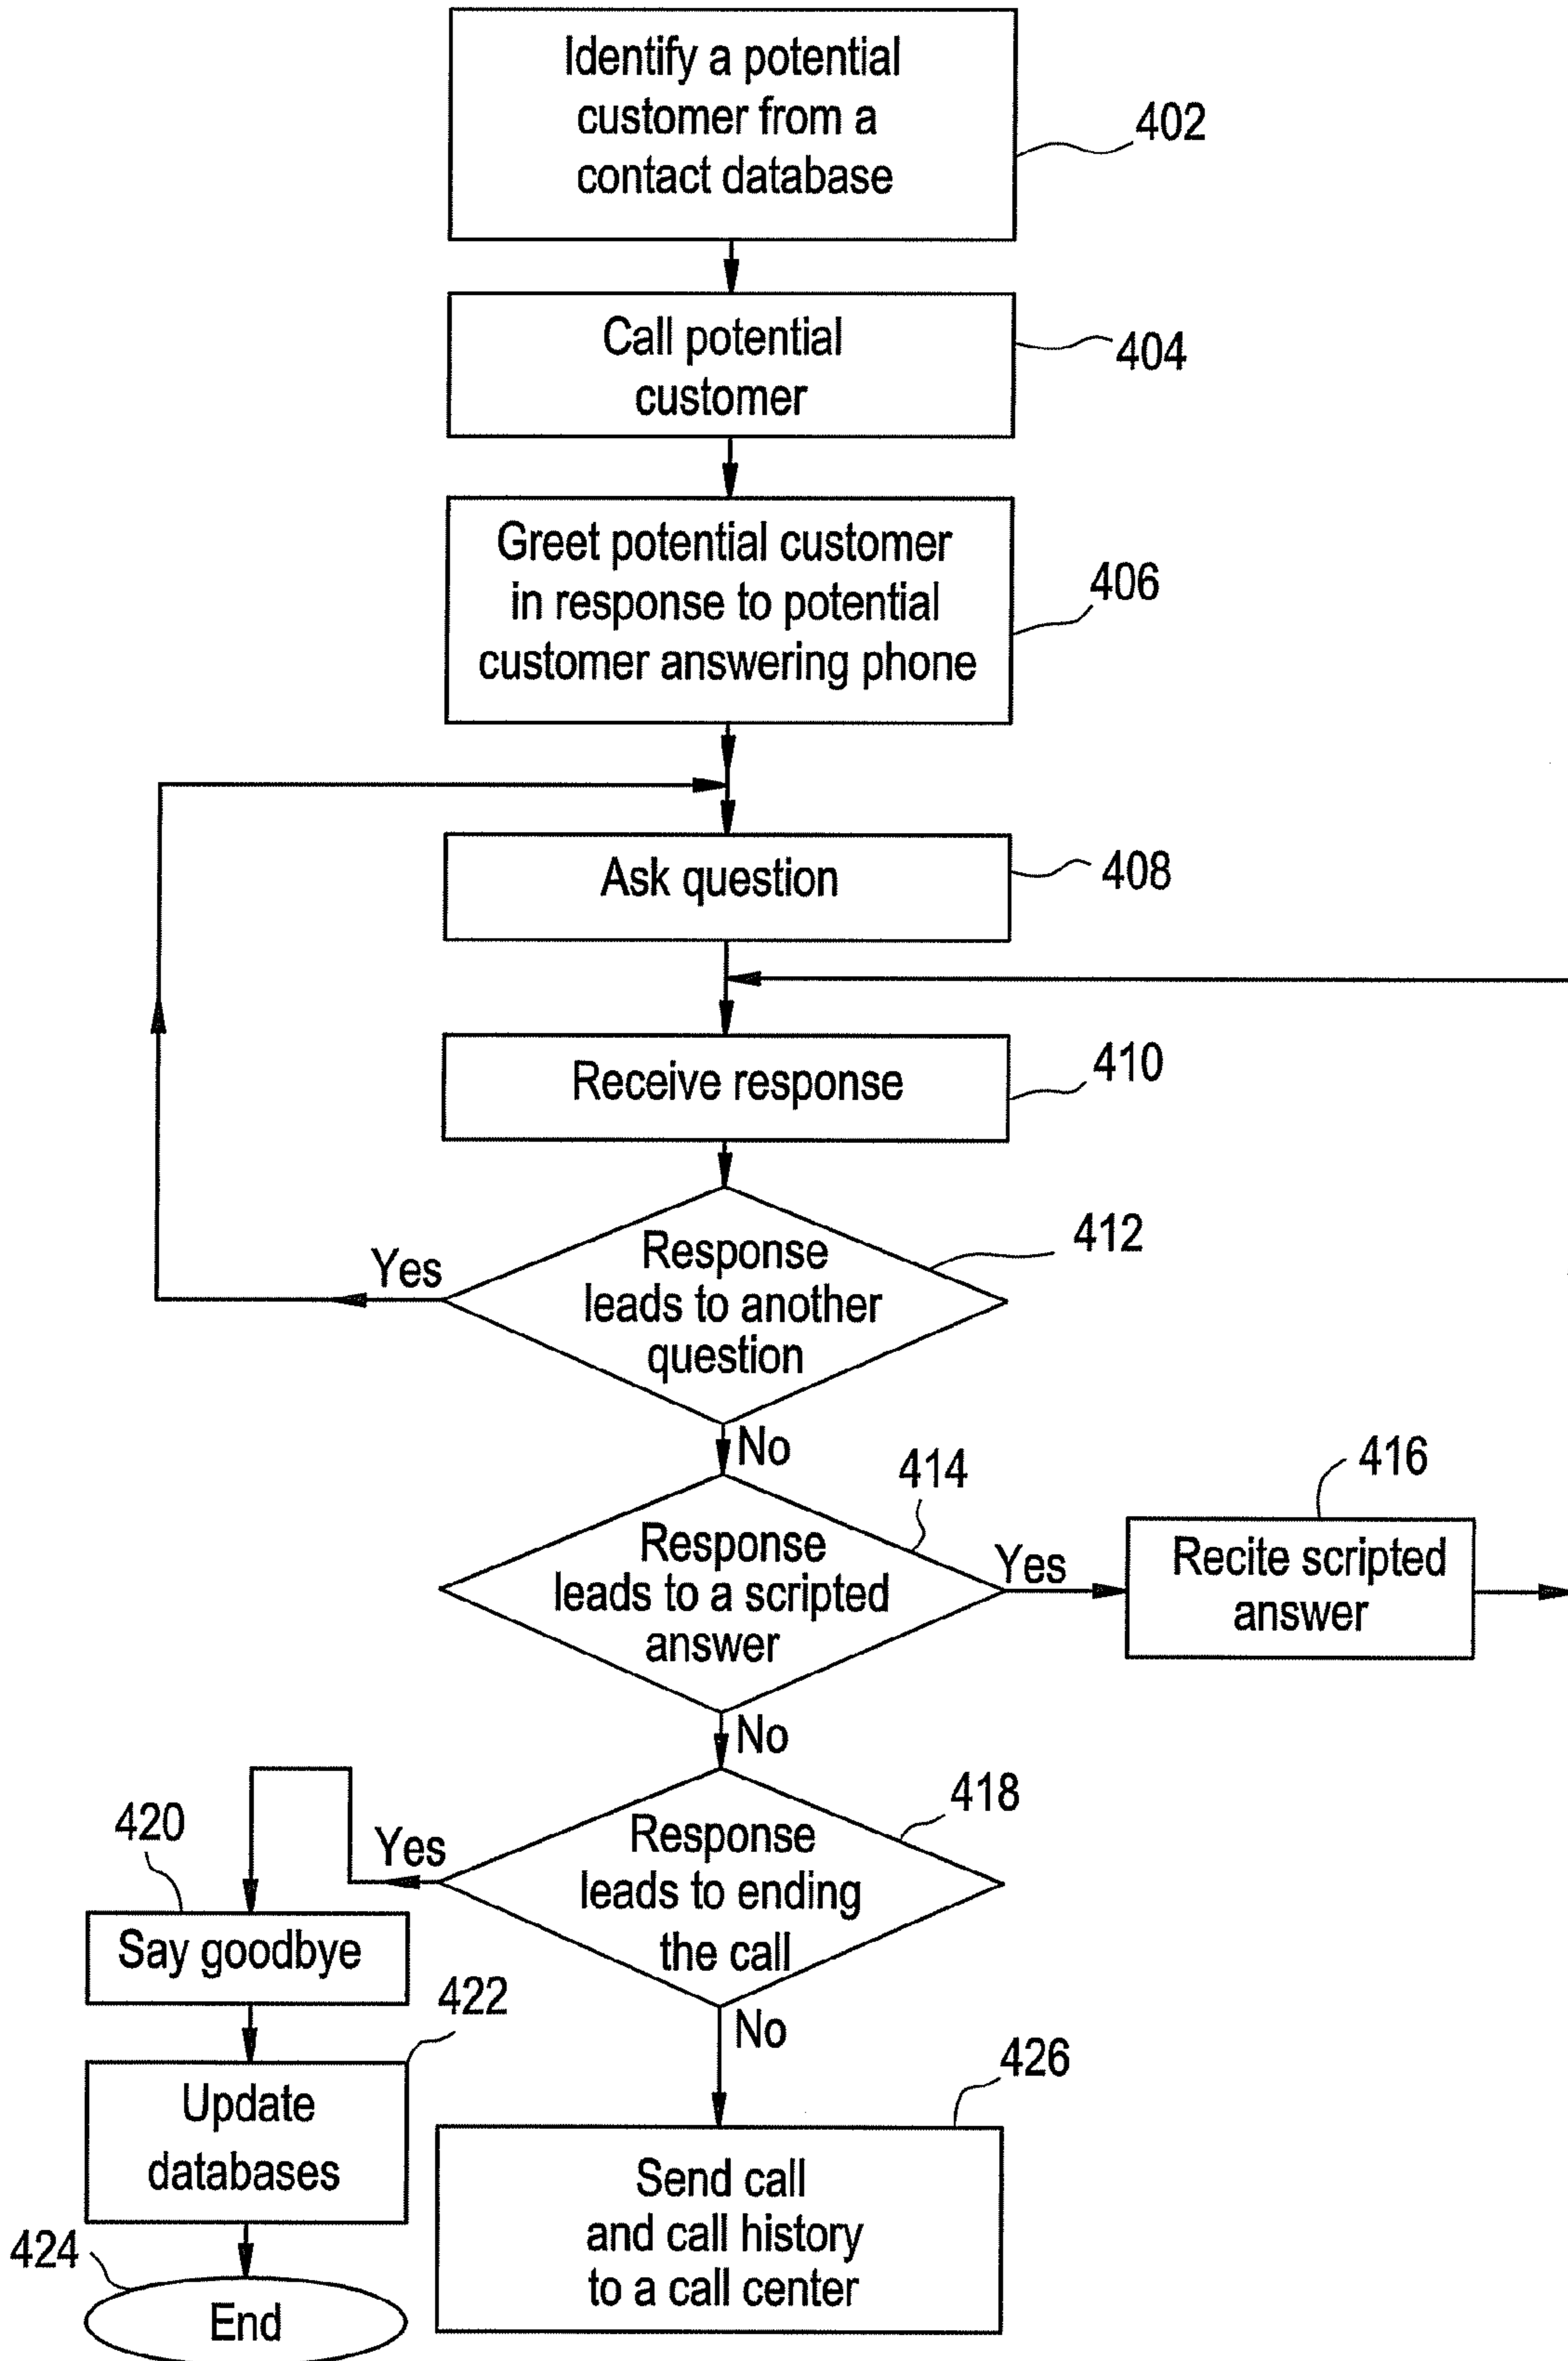 Identify a potential
customer from a
contact database
402
Call potential
customer
404
Greet potential customer
in response to potential
customer answering phone
406
Ask question
408
Receive response
410
Response
leads to another
question
412
Yes
No
Response
leads to a scripted
answer
414
Yes
416
Recite scripted
answer
No
Response
leads to ending
the call
418
Yes
420
Say goodbye
422
Update
databases
424
End
No
426
Send call
and call history
to a call center